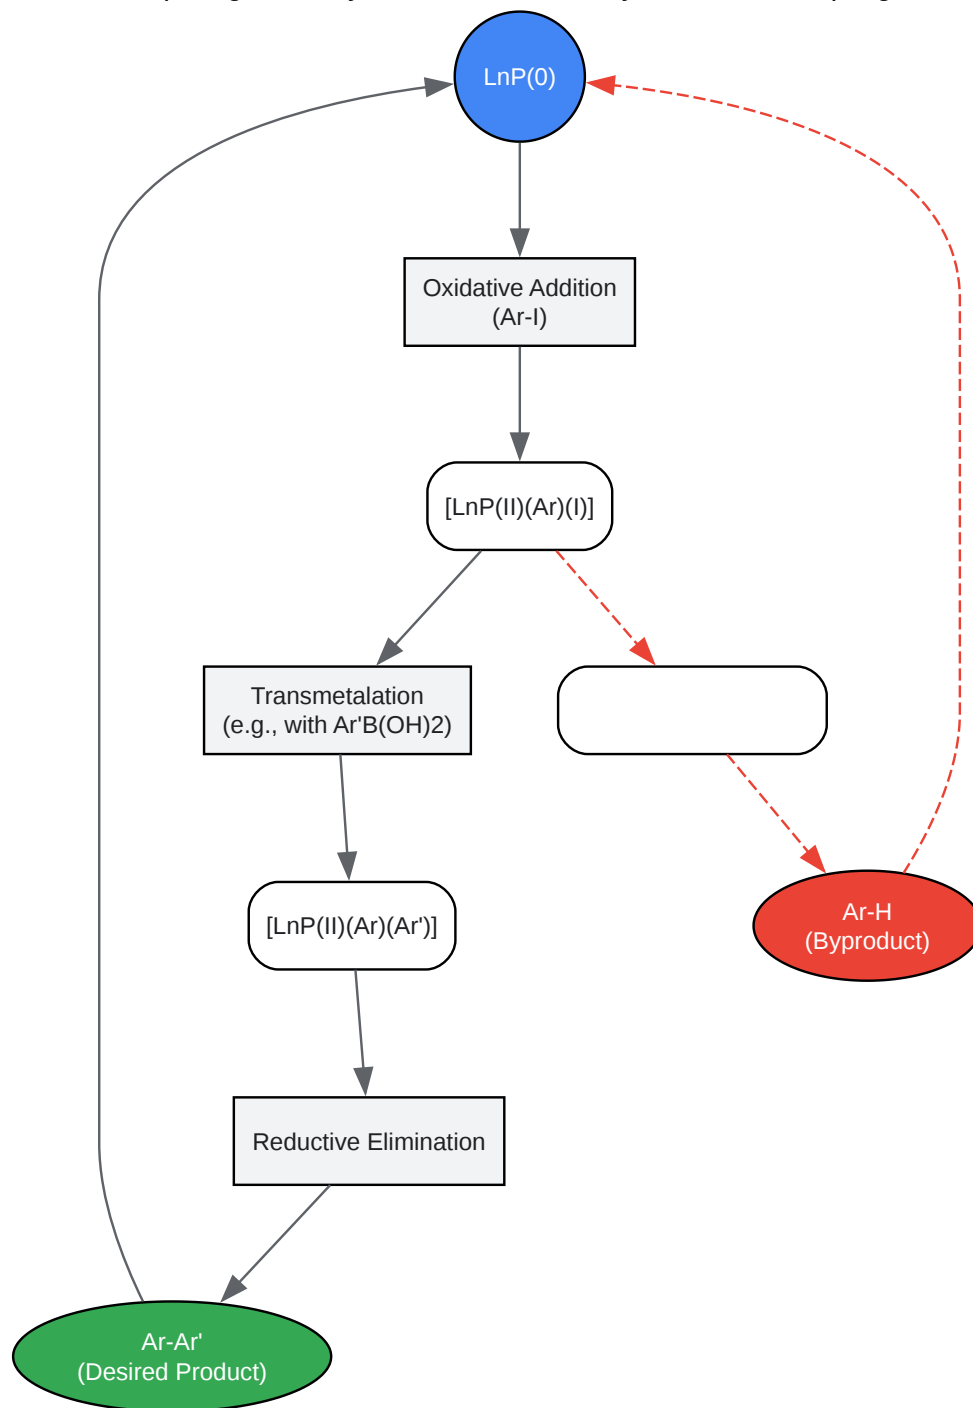 LnP(0)
Oxidative Addition
(Ar-I)
[LnP(II)(Ar)(I)]
Transmetalation
(e.g., with Ar'B(OH)2)
[LnP(II)(Ar)(Ar')]
Ar-H
(Byproduct)
Reductive Elimination
Ar-Ar'
(Desired Product)